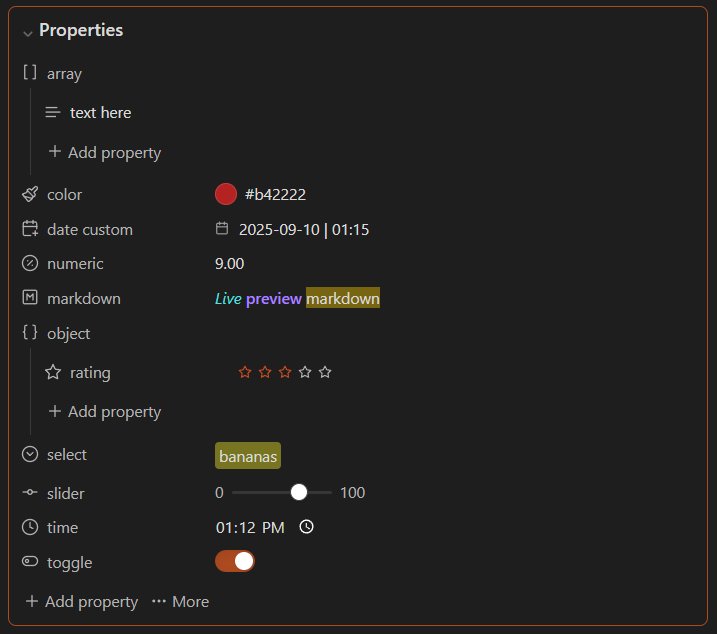 Properties
array
text here
Add property
color #b42222
date custom 2025-09-10 | 01:15
numeric 9.00
markdown Live preview markdown
object
rating
Add property
select bananas
slider 0 100
time 01:12 PM
toggle
Add property More